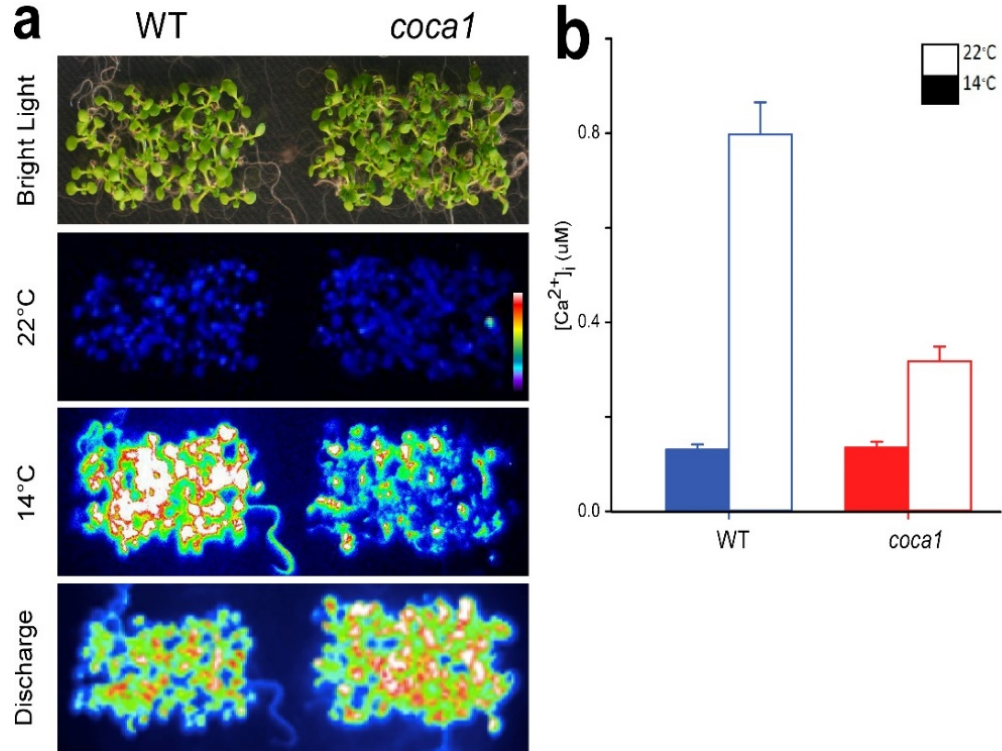 a
WT
coca1
Bright Light
22°C
14°C
Discharge
b
22°C
14°C
[Ca²⁺]ᵢ (uM)
0.8
0.4
0.0
WT
coca1